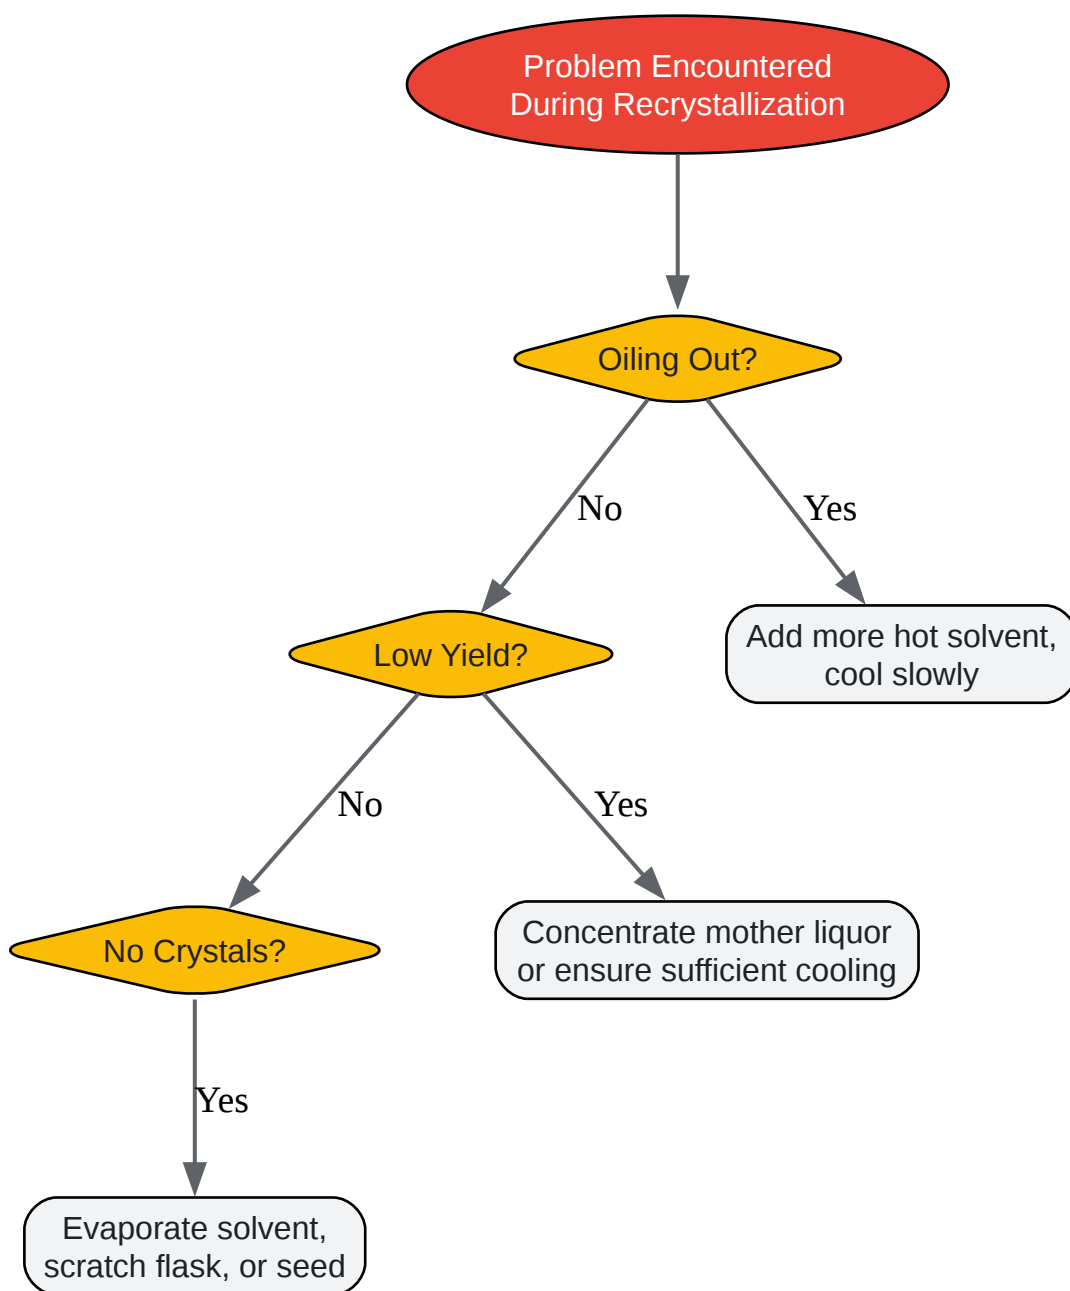 Problem Encountered
During Recrystallization
Oiling Out?
No
Yes
Low Yield?
Add more hot solvent,
cool slowly
No
Yes
No Crystals?
Concentrate mother liquor
or ensure sufficient cooling
Yes
Evaporate solvent,
scratch flask, or seed